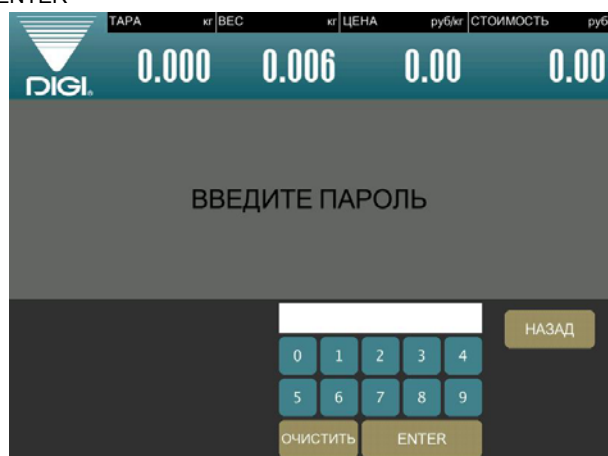 ENTER
ТАРА кг ВЕС кг ЦЕНА руб/кг СТОИМОСТЬ руб
DIGI. 0.000 0.006 0.00 0.00
ВВЕДИТЕ ПАРОЛЬ
НАЗАД
0 1 2 3 4
5 6 7 8 9
ОЧИСТИТЬ ENTER